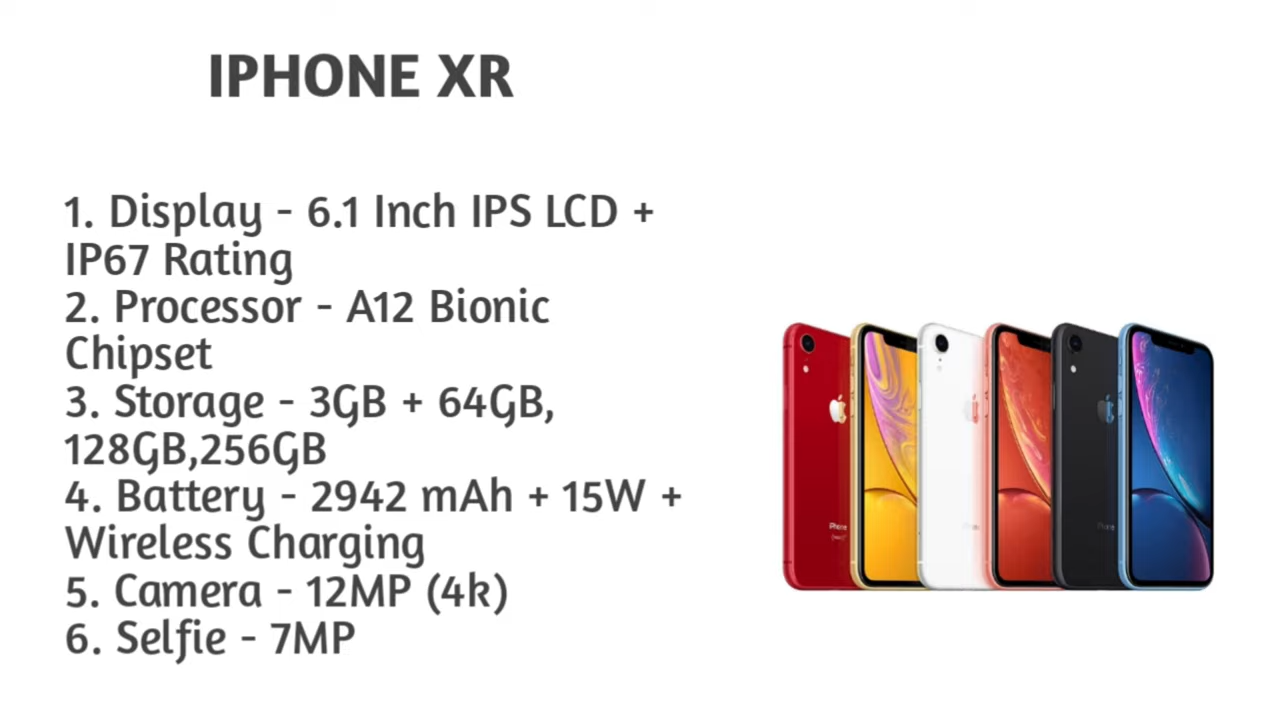 IPHONE XR
1. Display - 6.1 Inch IPS LCD +
IP67 Rating
2. Processor - A12 Bionic
Chipset
3. Storage - 3GB + 64GB,
128GB,256GB
4. Battery - 2942 mAh + 15W +
Wireless Charging
5. Camera - 12MP (4k)
6. Selfie - 7MP